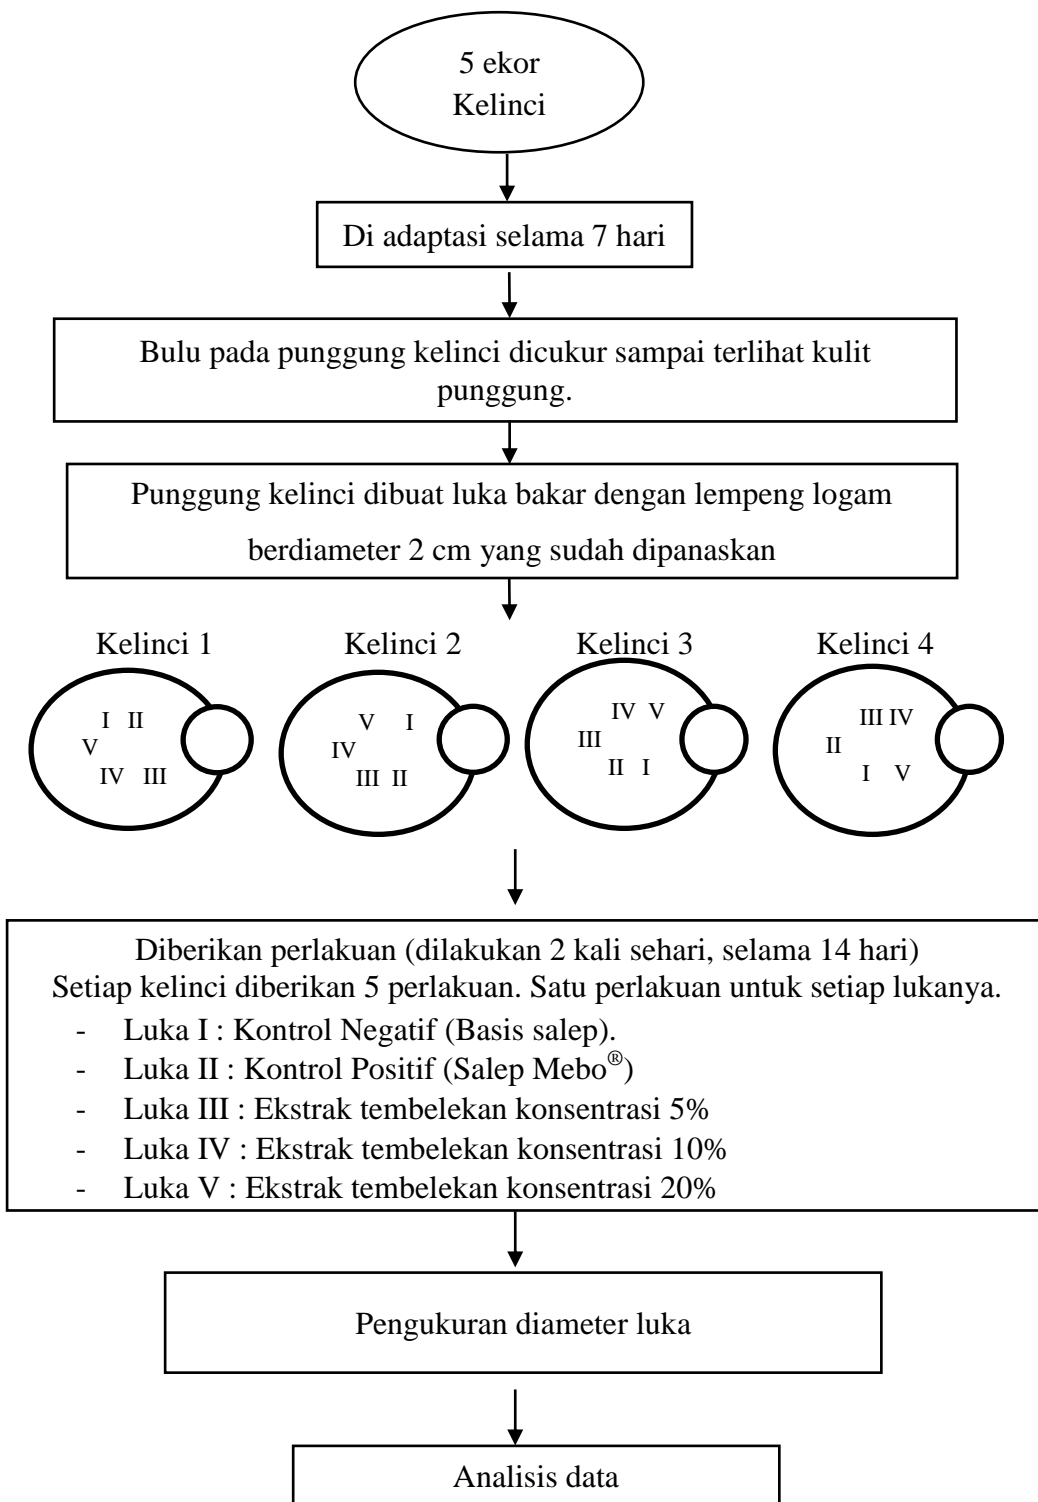 5 ekor
Kelinci
Di adaptasi selama 7 hari
Bulu pada punggung kelinci dicukur sampai terlihat kulit
punggung.
Punggung kelinci dibuat luka bakar dengan lempeng logam
berdiameter 2 cm yang sudah dipanaskan
Kelinci 1
I II
V
IV III
Kelinci 2
V I
IV
III II
Kelinci 3
IV V
III
II I
Kelinci 4
III IV
II
I V
Diberikan perlakuan (dilakukan 2 kali sehari, selama 14 hari)
Setiap kelinci diberikan 5 perlakuan. Satu perlakuan untuk setiap lukanya.
- Luka I : Kontrol Negatif (Basis salep).
- Luka II : Kontrol Positif (Salep Mebo®)
- Luka III : Ekstrak tembelekan konsentrasi 5%
- Luka IV : Ekstrak tembelekan konsentrasi 10%
- Luka V : Ekstrak tembelekan konsentrasi 20%
Pengukuran diameter luka
Analisis data